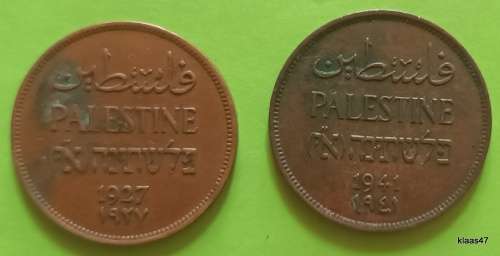 فلسطين
PALESTINE
פלשתינה (א״י)
1927
١٩٢٧
فلسطين
PALESTINE
פלשתינה (א״י)
1941
١٩٤١
klaas47